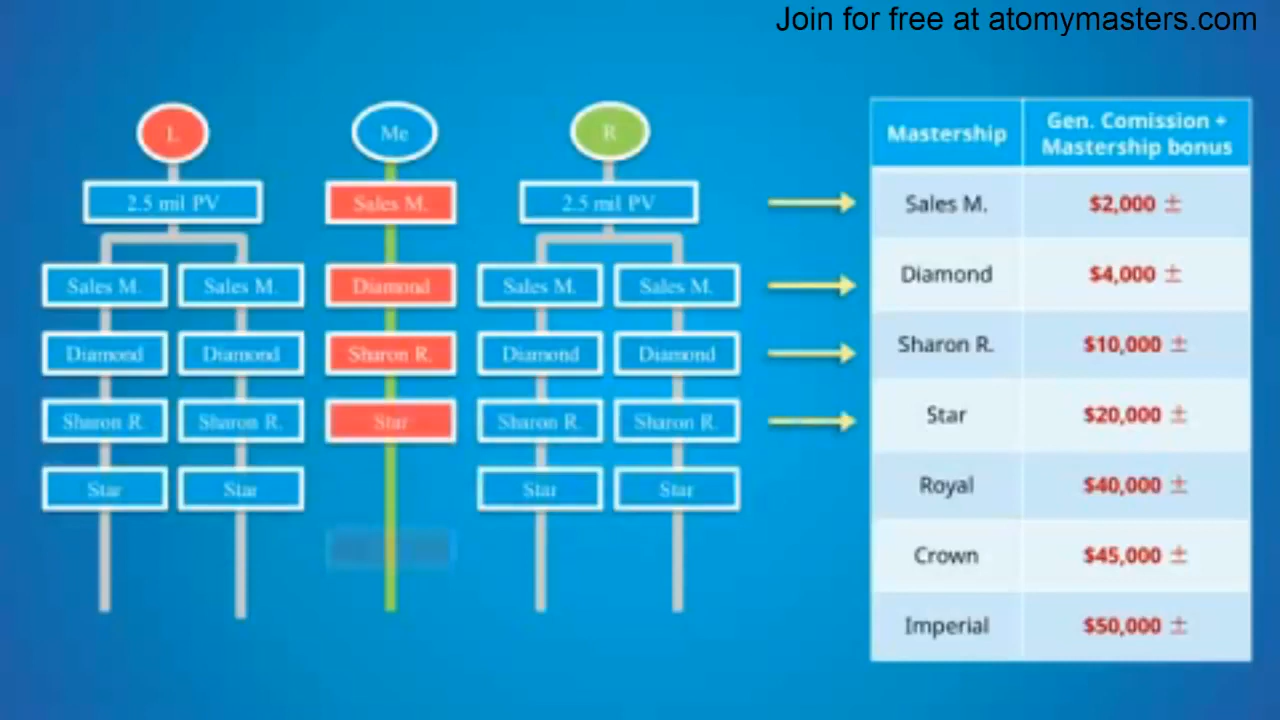 Join for free at atomymasters.com
L
Me
R
2.5 mil PV
Sales M.
2.5 mil PV
Sales M.
Sales M.
Diamond
Sales M.
Sales M.
Diamond
Diamond
Sharon R.
Diamond
Diamond
Sharon R.
Sharon R.
Star
Sharon R.
Sharon R.
Star
Star
Star
Star
Mastership
Gen. Comission +
Mastership bonus
Sales M.
$2,000 ±
Diamond
$4,000 ±
Sharon R.
$10,000 ±
Star
$20,000 ±
Royal
$40,000 ±
Crown
$45,000 ±
Imperial
$50,000 ±